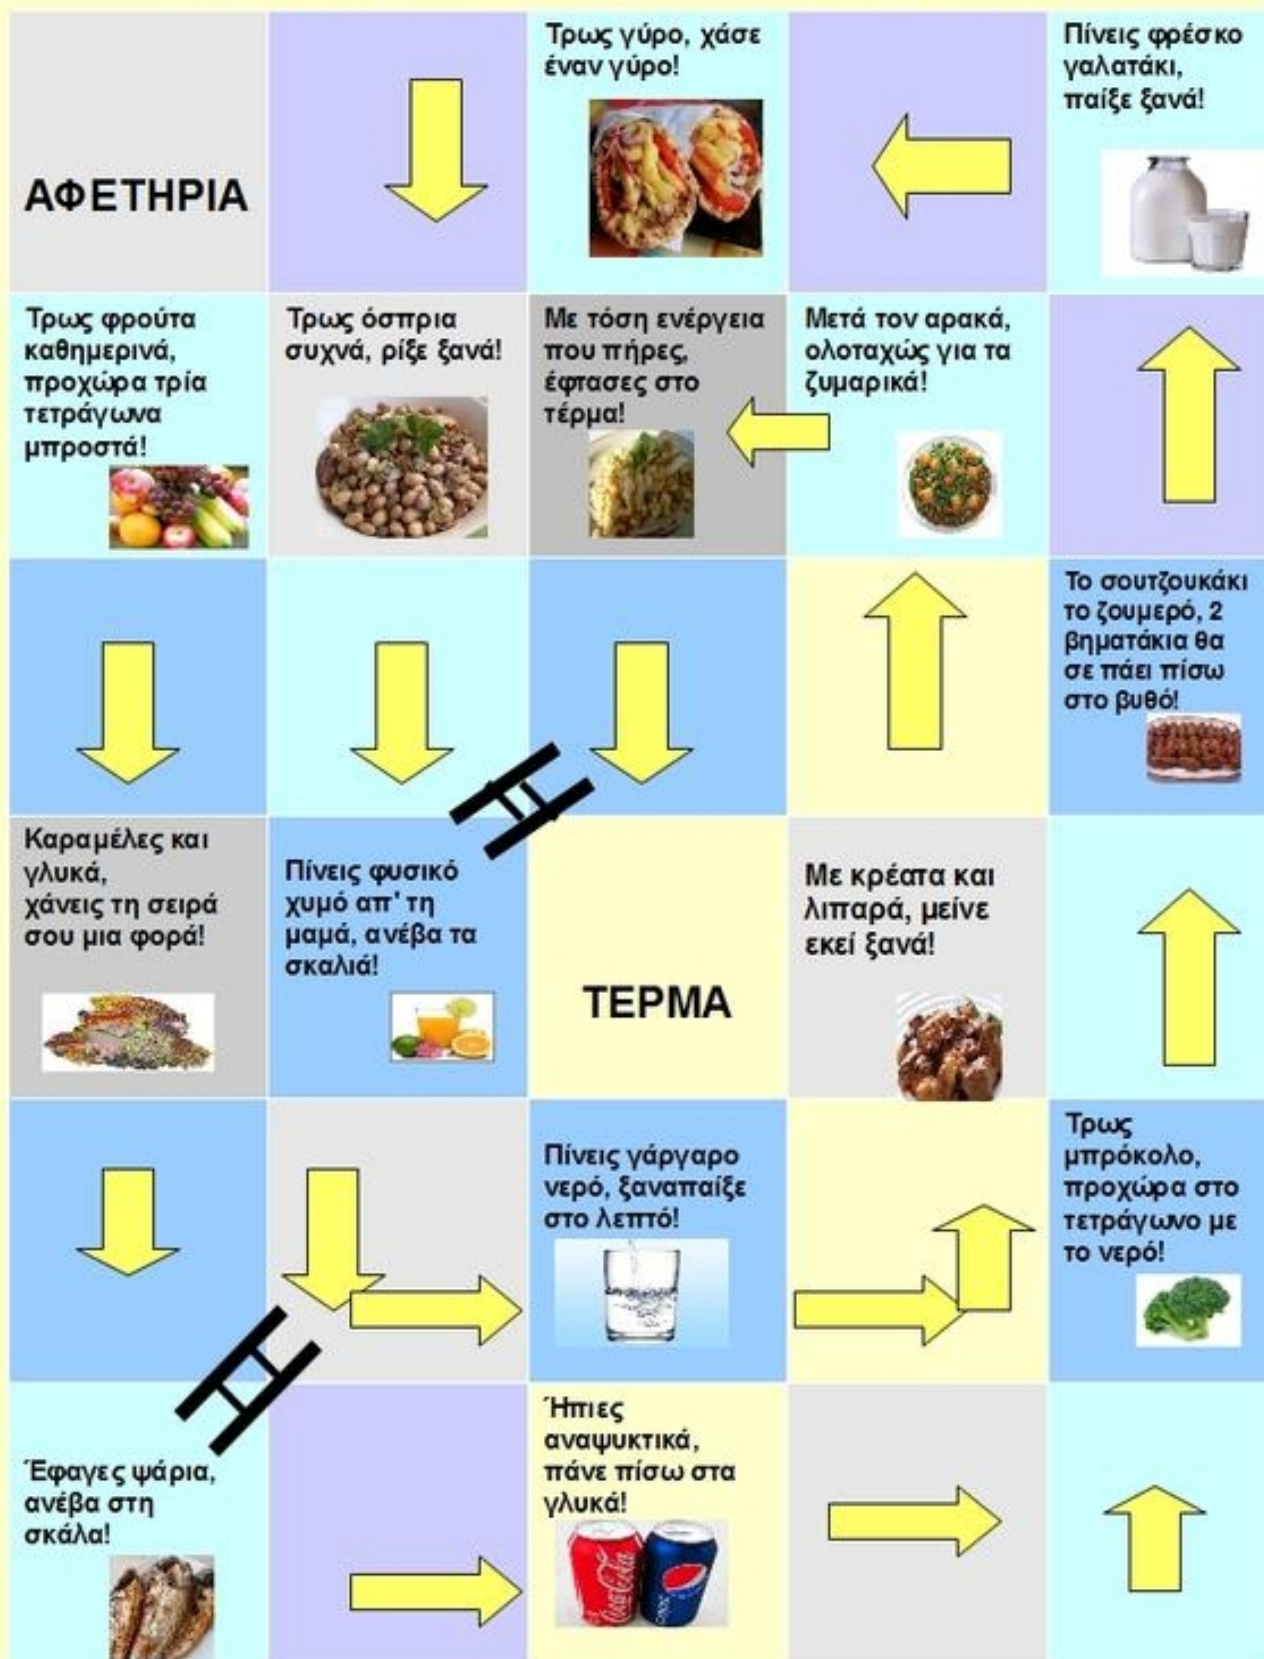 ΑΦΕΤΗΡΙΑ
Τρως γύρο, χάσε
έναν γύρο!
Πίνεις φρέσκο
γαλατάκι,
παίξε ξανά!
Τρως φρούτα
καθημερινά,
προχώρα τρία
τετράγωνα
μπροστά!
Τρως όσπρια
συχνά, ρίξε ξανά!
Με τόση ενέργεια
που πήρες,
έφτασες στο
τέρμα!
Μετά τον αρακά,
ολοταχώς για τα
ζυμαρικά!
Το σουτζουκάκι
το ζουμερό, 2
βηματάκια θα
σε πάει πίσω
στο βυθό!
Καραμέλες και
γλυκά,
χάνεις τη σειρά
σου μια φορά!
Πίνεις φυσικό
χυμό απ' τη
μαμά, ανέβα τα
σκαλιά!
ΤΕΡΜΑ
Με κρέατα και
λιπαρά, μείνε
εκεί ξανά!
Πίνεις γάργαρο
νερό, ξαναπαίξε
στο λεπτό!
Τρως
μπρόκολο,
προχώρα στο
τετράγωνο με
το νερό!
Έφαγες ψάρια,
ανέβα στη
σκάλα!
Ήπιες
αναψυκτικά,
πάνε πίσω στα
γλυκά!
Coca-Cola